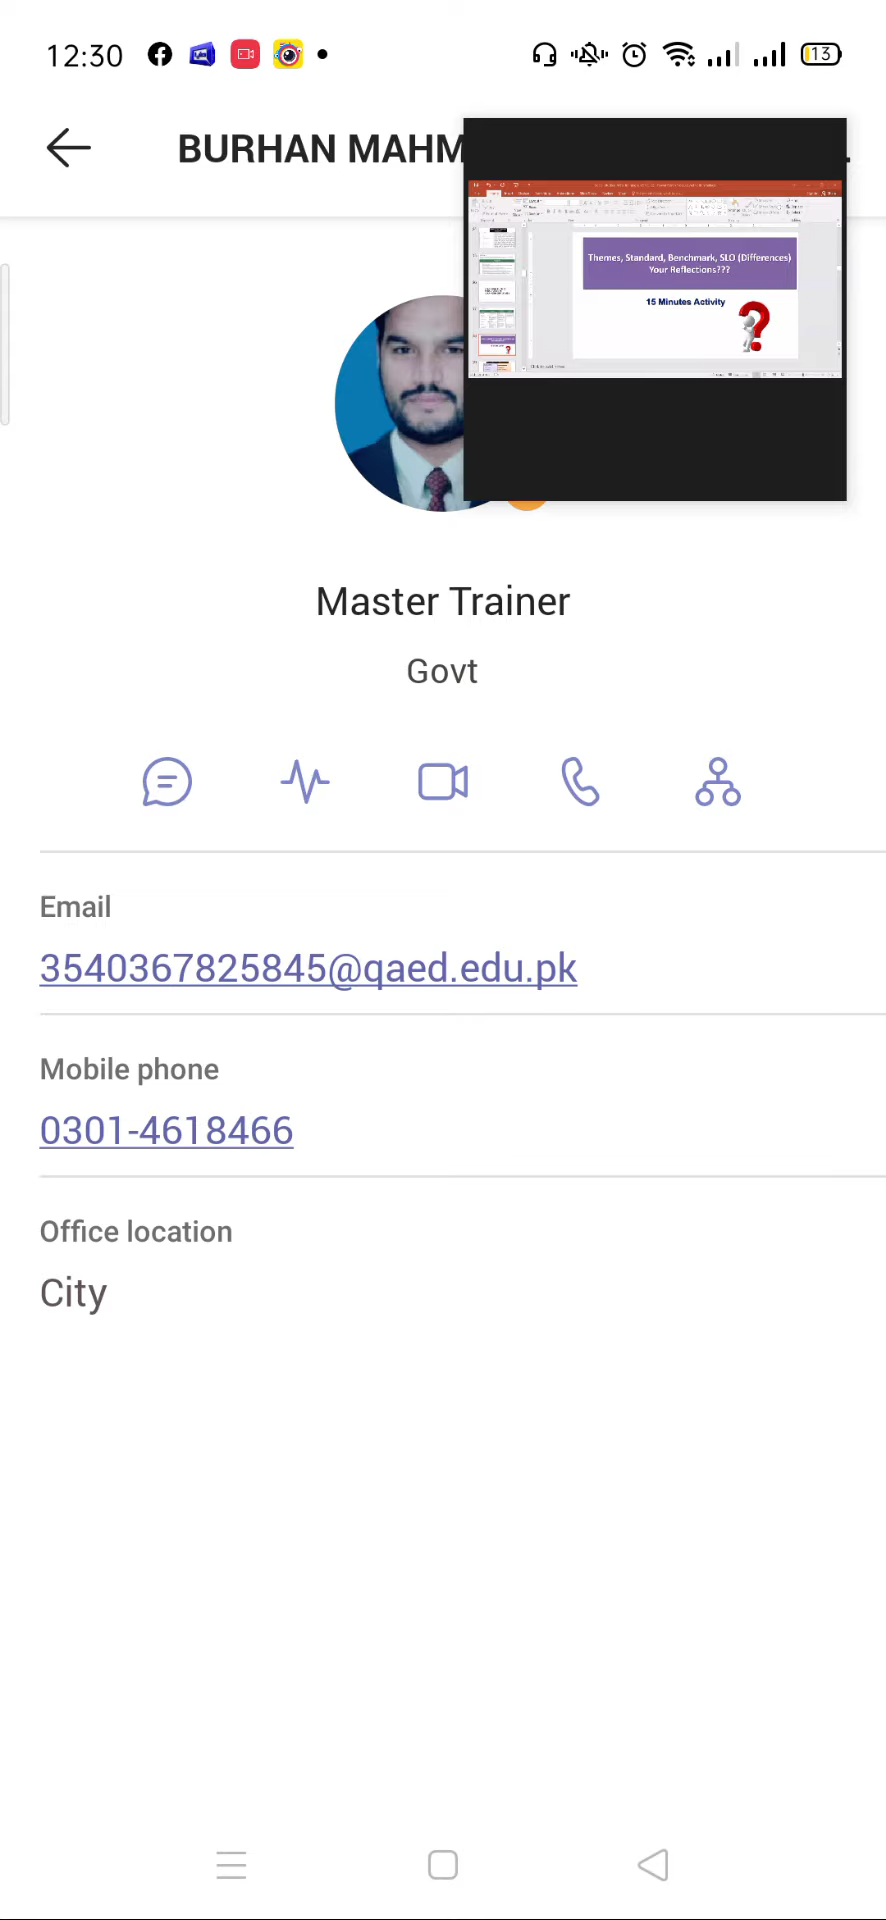 12:30
13
BURHAN MAHM
Themes, Standard, Benchmark, SLO (Differences)
Your Reflections???
15 Minutes Activity
Master Trainer
Govt
Email
3540367825845@qaed.edu.pk
Mobile phone
0301-4618466
Office location
City